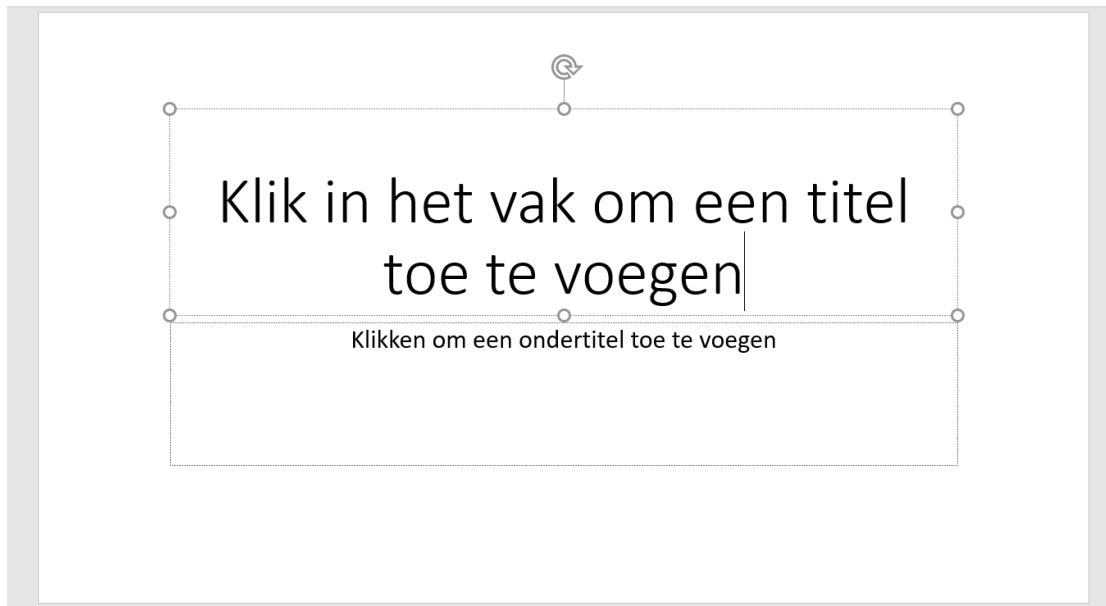 Klik in het vak om een titel
toe te voegen
Klikken om een ondertitel toe te voegen